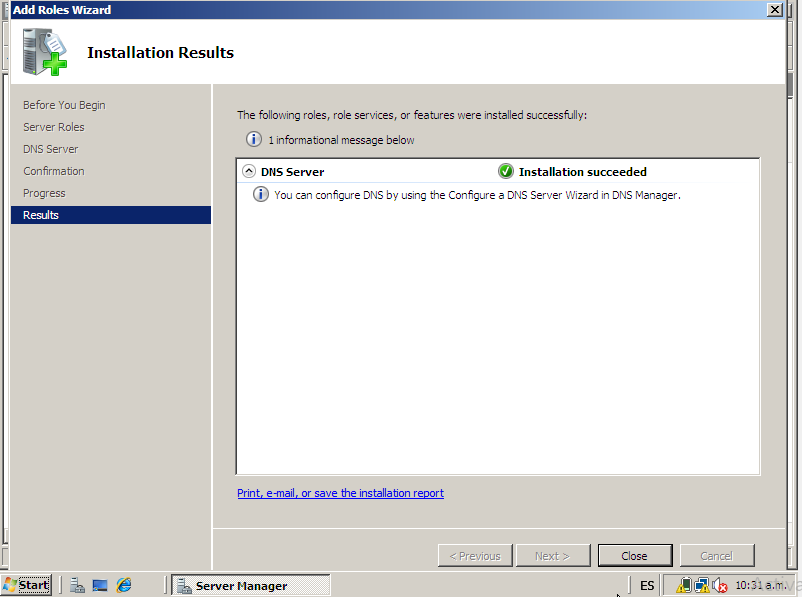 Add Roles Wizard
Installation Results
Before You Begin
Server Roles
DNS Server
Confirmation
Progress
Results
The following roles, role services, or features were installed successfully:
1 informational message below
DNS Server
Installation succeeded
You can configure DNS by using the Configure a DNS Server Wizard in DNS Manager.
Print, e-mail, or save the installation report
< Previous
Next >
Close
Cancel
Start
Server Manager
ES
10:31 a.m.